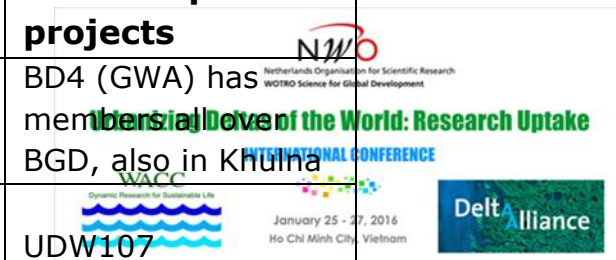 projects
NWO
Netherlands Organisation for Scientific Research
WOTRO Science for Global Development
BD4 (GWA) has
members all over
BGD, also in Khulna
Urbanizing Deltas of the World: Research Uptake
INTERNATIONAL CONFERENCE
WACC
Dynamic Research for Sustainable Life
January 25 - 27, 2016
Ho Chi Minh City, Vietnam
Delta Alliance
UDW107